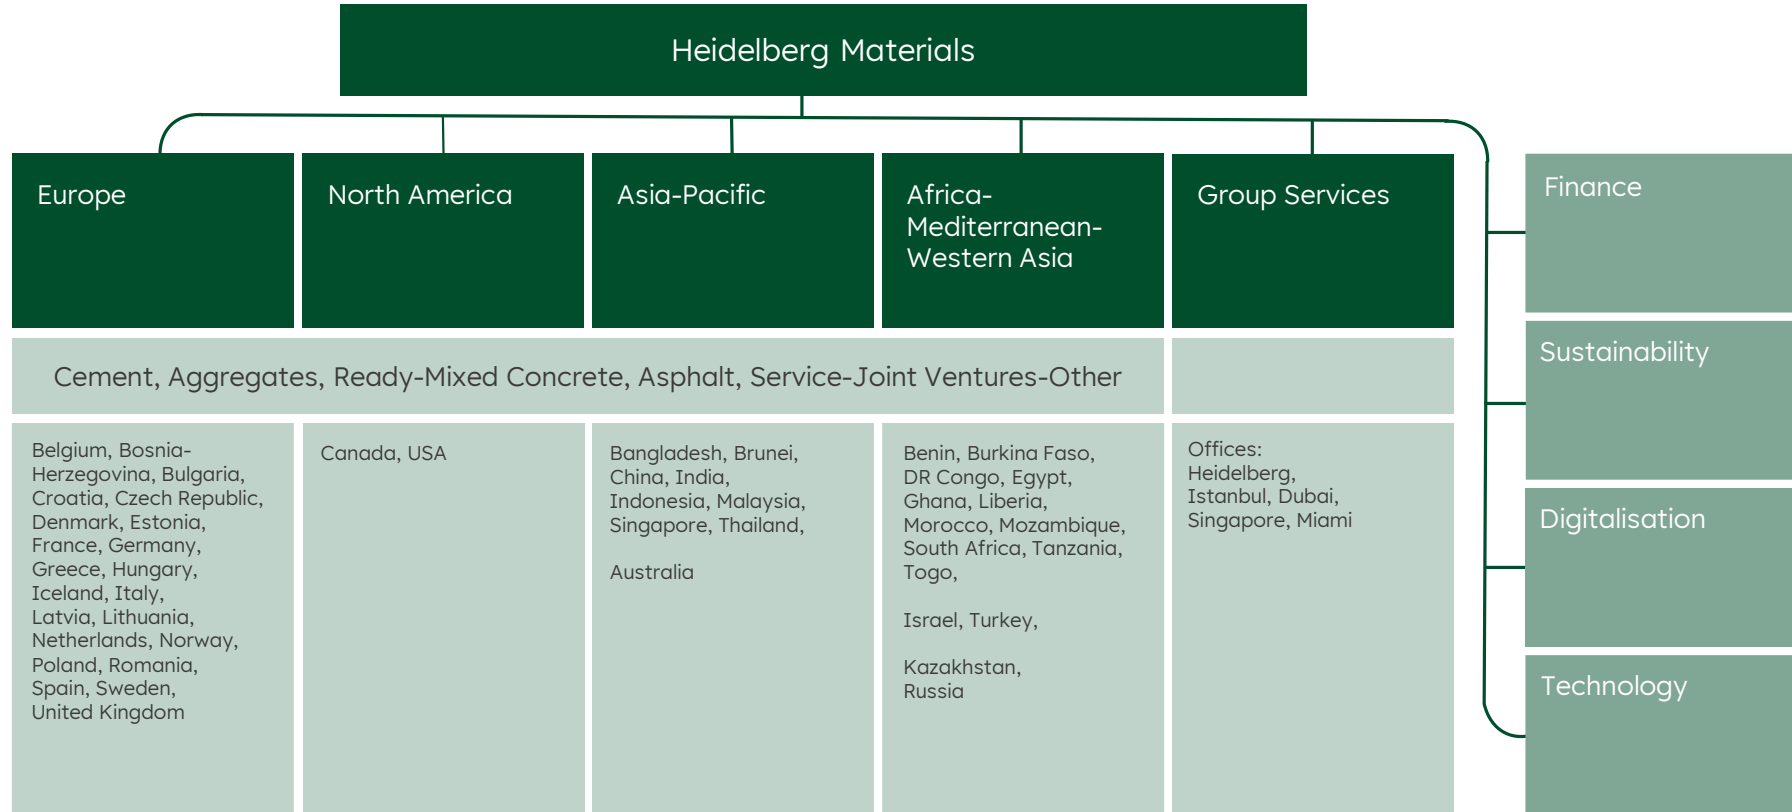 Heidelberg Materials
Europe
North America
Asia-Pacific
Africa-
Mediterranean-
Western Asia
Group Services
Finance
Sustainability
Digitalisation
Technology
Cement, Aggregates, Ready-Mixed Concrete, Asphalt, Service-Joint Ventures-Other
Belgium, Bosnia-
Herzegovina, Bulgaria,
Croatia, Czech Republic,
Denmark, Estonia,
France, Germany,
Greece, Hungary,
Iceland, Italy,
Latvia, Lithuania,
Netherlands, Norway,
Poland, Romania,
Spain, Sweden,
United Kingdom
Canada, USA
Bangladesh, Brunei,
China, India,
Indonesia, Malaysia,
Singapore, Thailand,
Australia
Benin, Burkina Faso,
DR Congo, Egypt,
Ghana, Liberia,
Morocco, Mozambique,
South Africa, Tanzania,
Togo,
Israel, Turkey,
Kazakhstan,
Russia
Offices:
Heidelberg,
Istanbul, Dubai,
Singapore, Miami